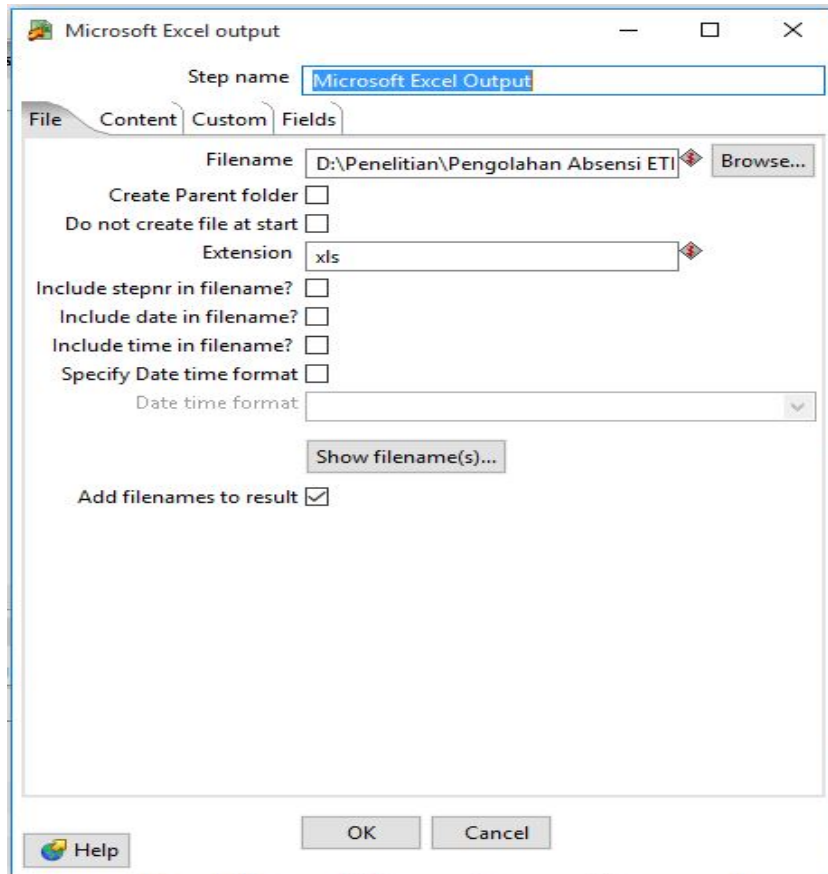 Microsoft Excel output
Step name Microsoft Excel Output
File Content Custom Fields
Filename D:\Penelitian\Pengolahan Absensi ETI Browse...
Create Parent folder
Do not create file at start
Extension xls
Include stepnr in filename?
Include date in filename?
Include time in filename?
Specify Date time format
Date time format
Show filename(s)...
Add filenames to result
OK Cancel
Help